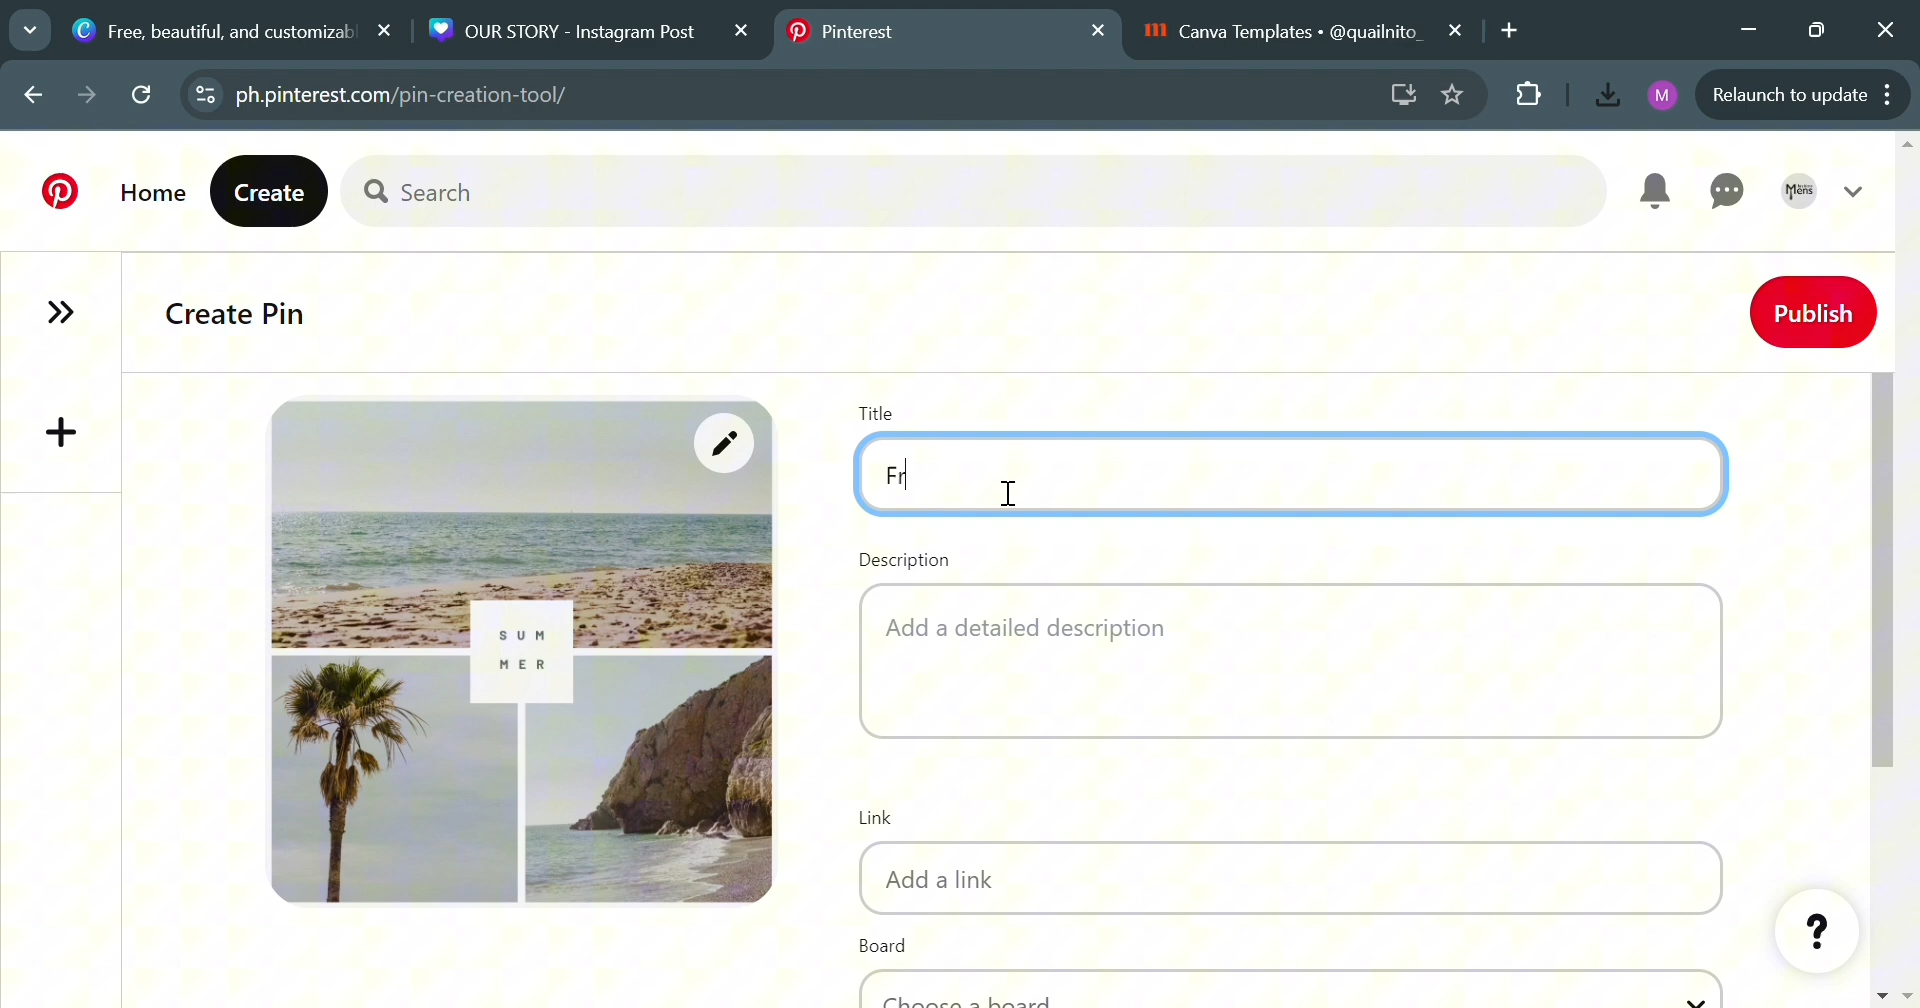 Free, beautiful, and customizabl
OUR STORY - Instagram Post
Pinterest
Canva Templates • @quailnito_
ph.pinterest.com/pin-creation-tool/
M
Relaunch to update
Home
Create
Search
Mens
Create Pin
Publish
Title
Fr
SUM
MER
Description
Add a detailed description
Link
Add a link
Board
Choose a board
?